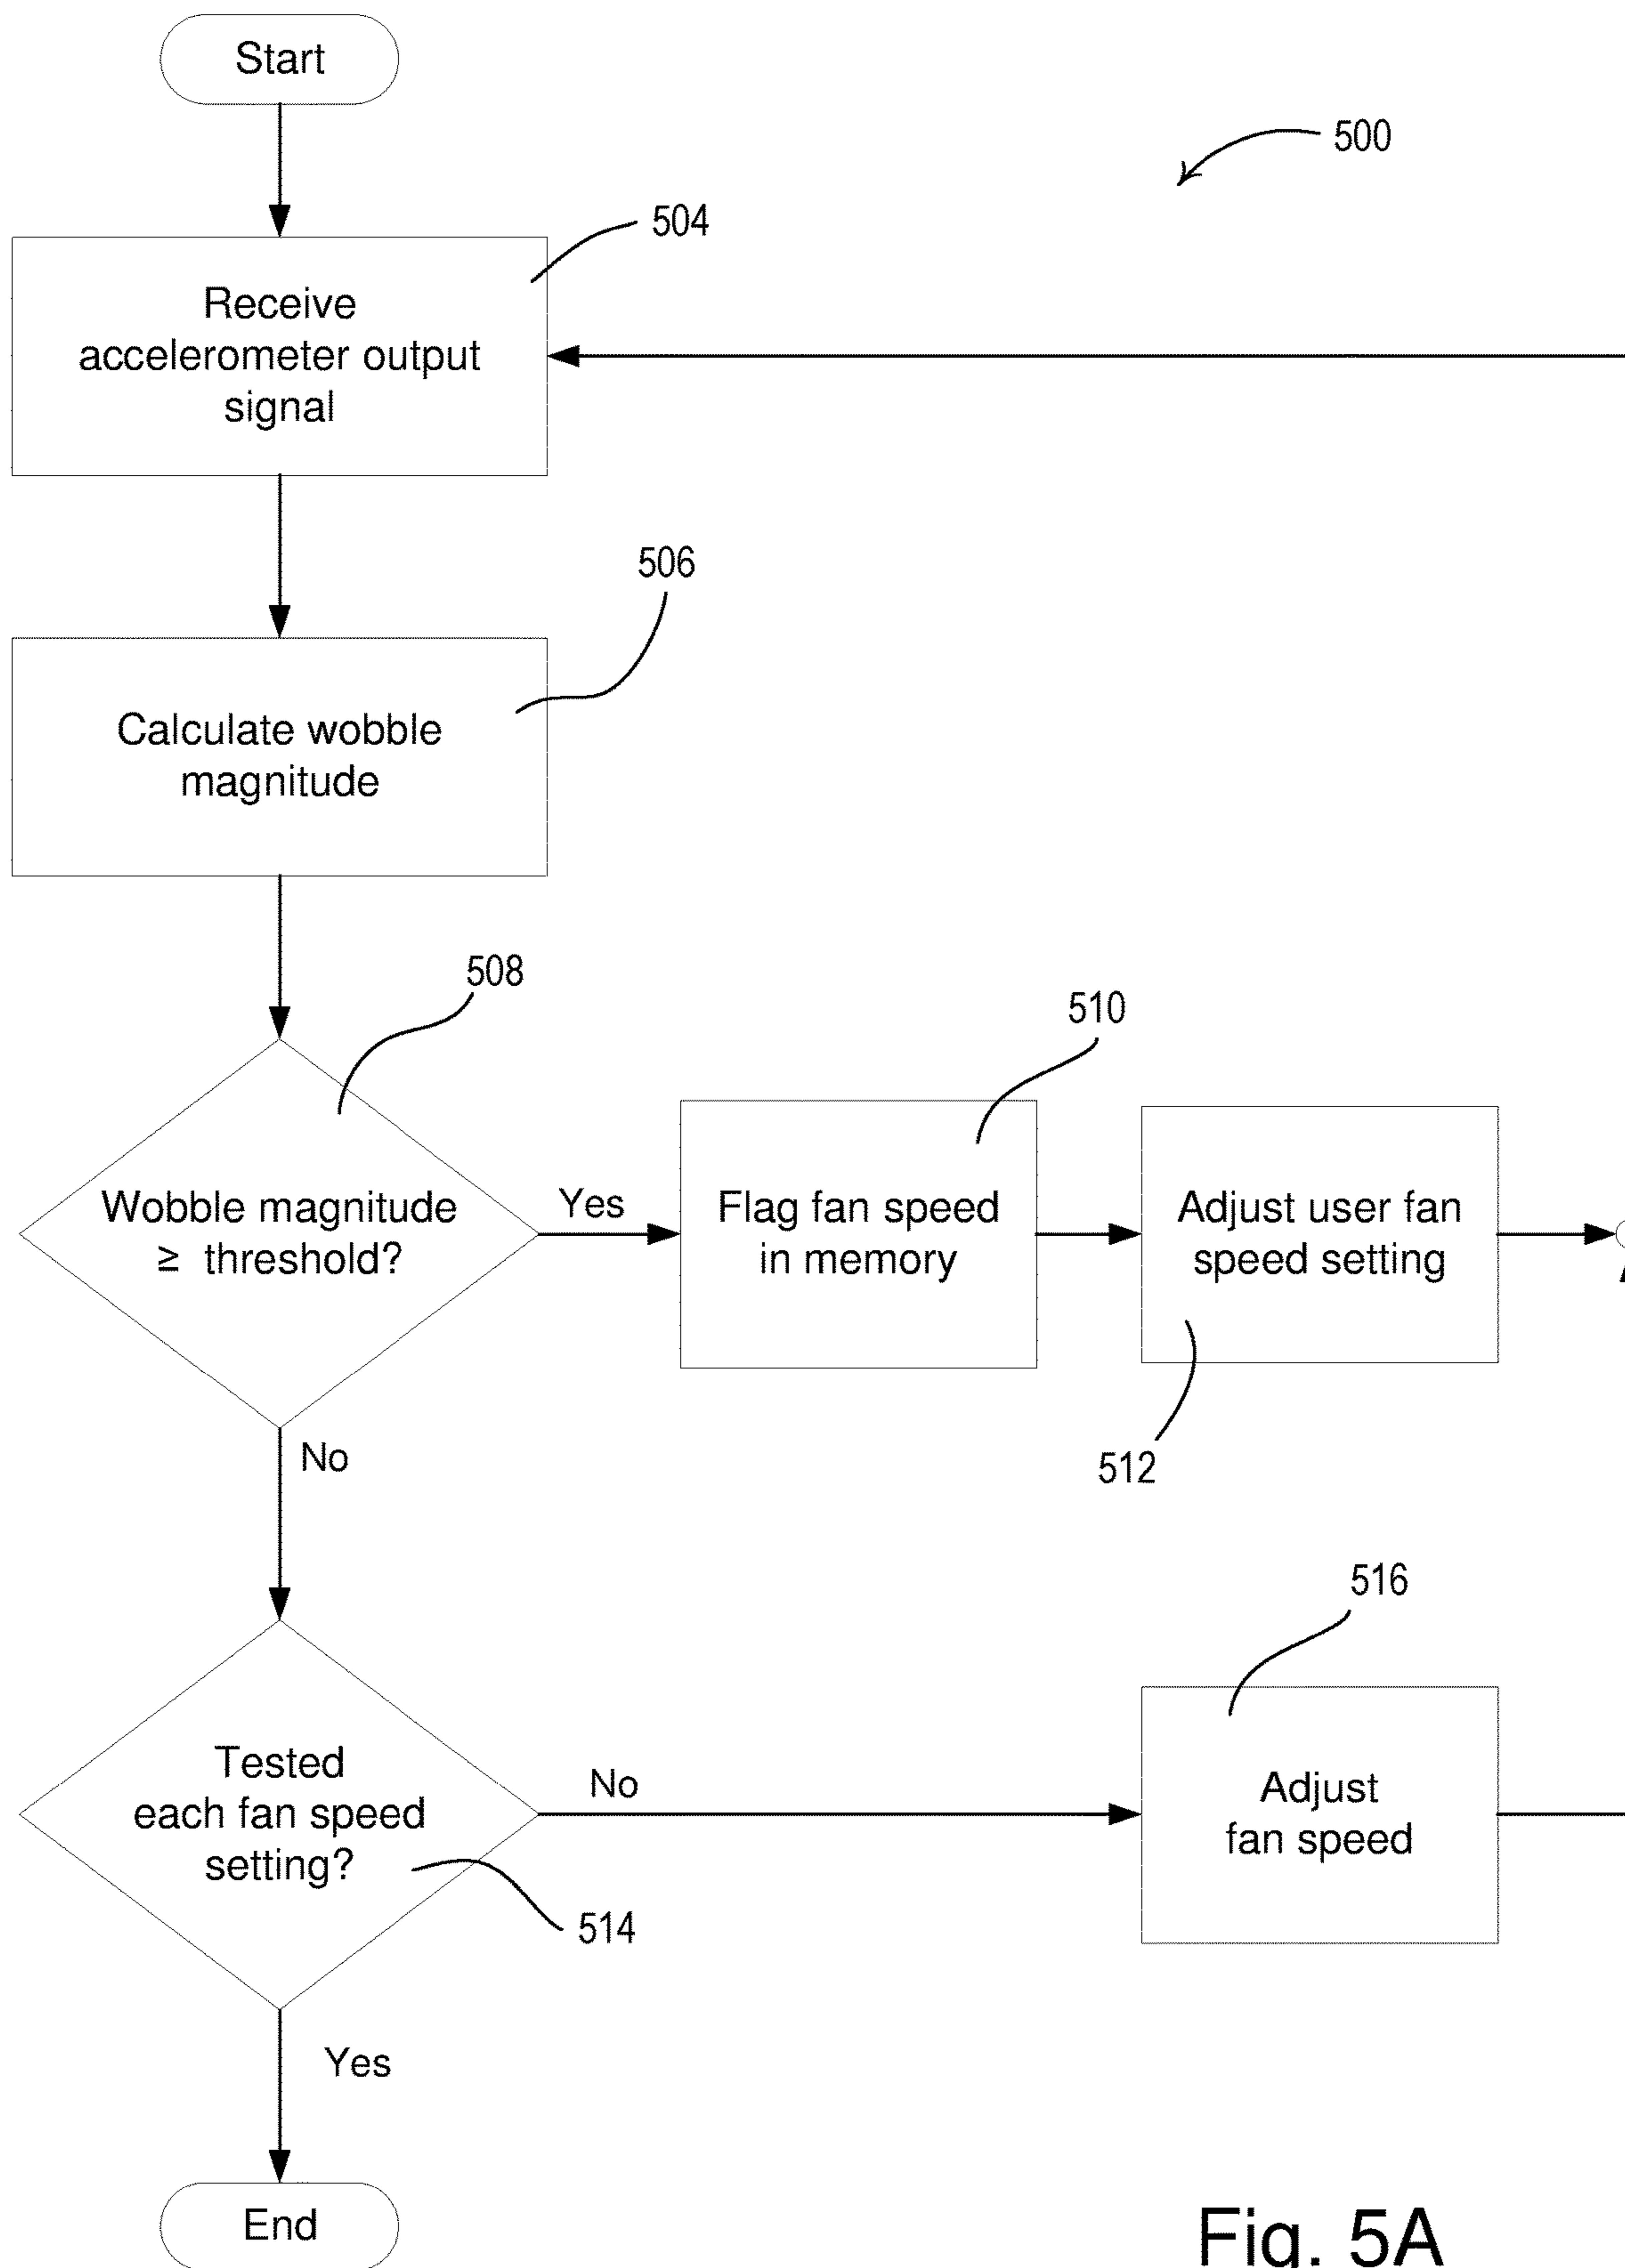 Start
500
504
Receive
accelerometer output
signal
506
Calculate wobble
magnitude
508
510
Wobble magnitude
≥ threshold?
Yes
Flag fan speed
in memory
Adjust user fan
speed setting
No
512
516
Tested
each fan speed
setting?
No
Adjust
fan speed
514
Yes
End
Fig. 5A